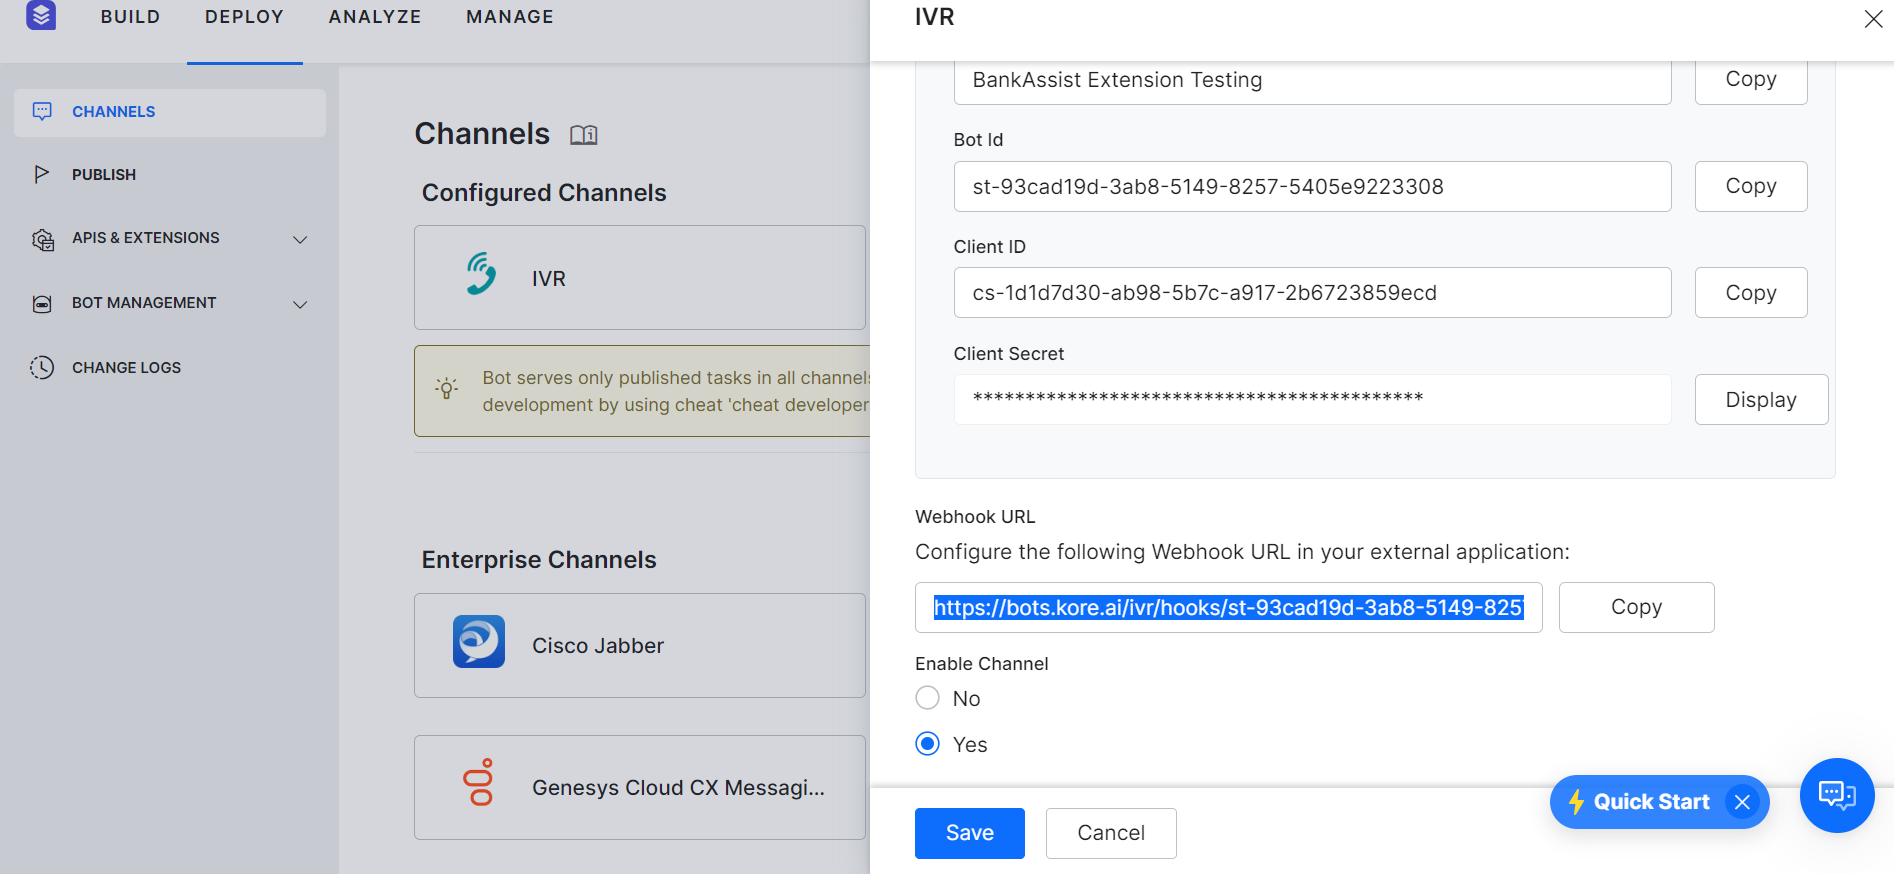 BUILD DEPLOY ANALYZE MANAGE
CHANNELS
PUBLISH
APIS & EXTENSIONS
BOT MANAGEMENT
CHANGE LOGS
Channels
Configured Channels
IVR
Bot serves only published tasks in all channels
development by using cheat 'cheat developer
Enterprise Channels
Cisco Jabber
Genesys Cloud CX Messagi...
IVR
BankAssist Extension Testing Copy
Bot Id
st-93cad19d-3ab8-5149-8257-5405e9223308 Copy
Client ID
cs-1d1d7d30-ab98-5b7c-a917-2b6723859ecd Copy
Client Secret
******************************************* Display
Webhook URL
Configure the following Webhook URL in your external application:
https://bots.kore.ai/ivr/hooks/st-93cad19d-3ab8-5149-825 Copy
Enable Channel
No
Yes
Quick Start
Save Cancel